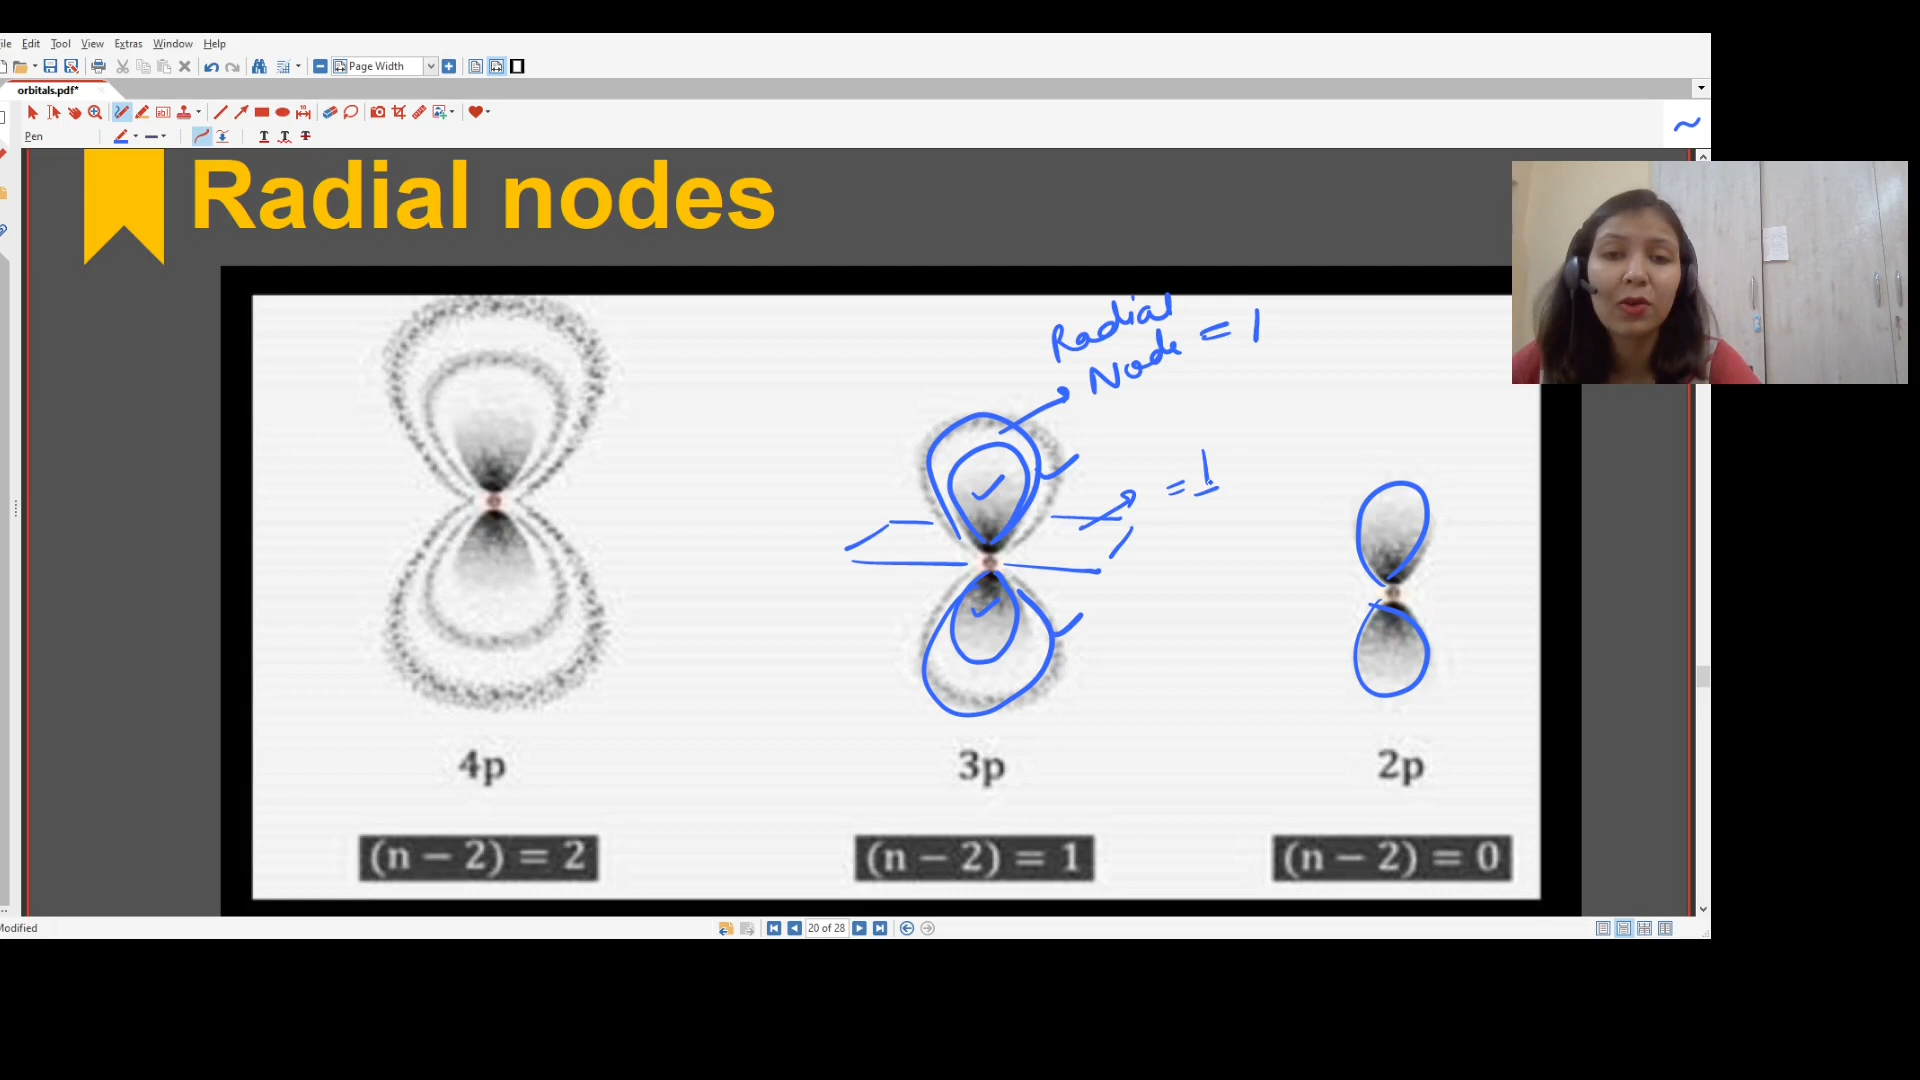 File Edit Tool View Extras Window Help
Page Width
orbitals.pdf*
Pen
Radial nodes
Radial
Node = 1
= 1
4p 3p 2p
(n − 2) = 2 (n − 2) = 1 (n − 2) = 0
Modified 20 of 28